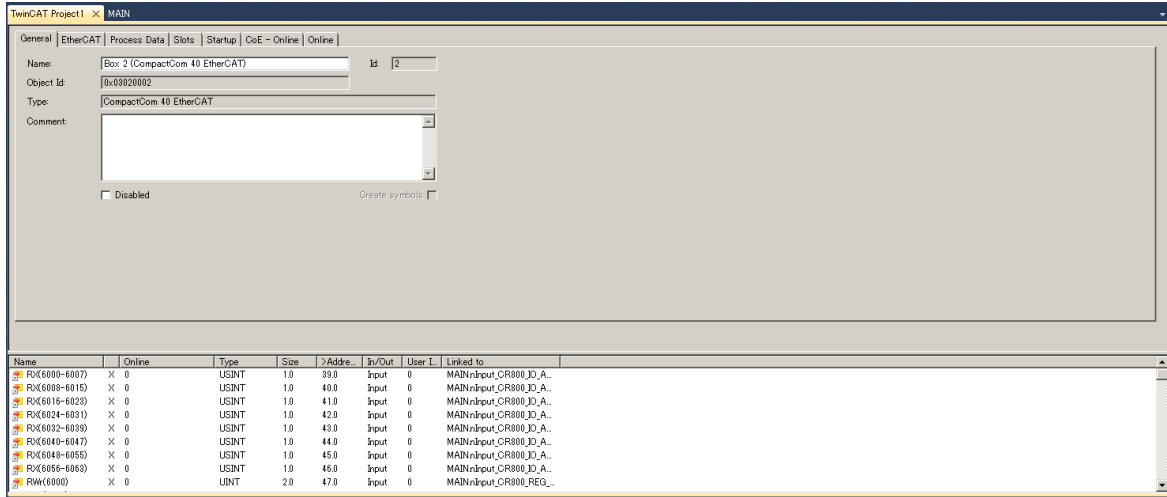 TwinCAT Project1 MAIN
General EtherCAT Process Data Slots Startup CoE - Online Online
Name: Box 2 (CompactCom 40 EtherCAT) Id: 2
Object Id: 0x03020002
Type: CompactCom 40 EtherCAT
Comment:
Disabled Create symbols
Name Online Type Size >Addre... In/Out User I... Linked to
RX(6000-6007) X 0 USINT 1.0 39.0 Input 0 MAIN.nInput_CR800_IO_A...
RX(6008-6015) X 0 USINT 1.0 40.0 Input 0 MAIN.nInput_CR800_IO_A...
RX(6016-6023) X 0 USINT 1.0 41.0 Input 0 MAIN.nInput_CR800_IO_A...
RX(6024-6031) X 0 USINT 1.0 42.0 Input 0 MAIN.nInput_CR800_IO_A...
RX(6032-6039) X 0 USINT 1.0 43.0 Input 0 MAIN.nInput_CR800_IO_A...
RX(6040-6047) X 0 USINT 1.0 44.0 Input 0 MAIN.nInput_CR800_IO_A...
RX(6048-6055) X 0 USINT 1.0 45.0 Input 0 MAIN.nInput_CR800_IO_A...
RX(6056-6063) X 0 USINT 1.0 46.0 Input 0 MAIN.nInput_CR800_IO_A...
RWr(6000) X 0 UINT 2.0 47.0 Input 0 MAIN.nInput_CR800_REG_...